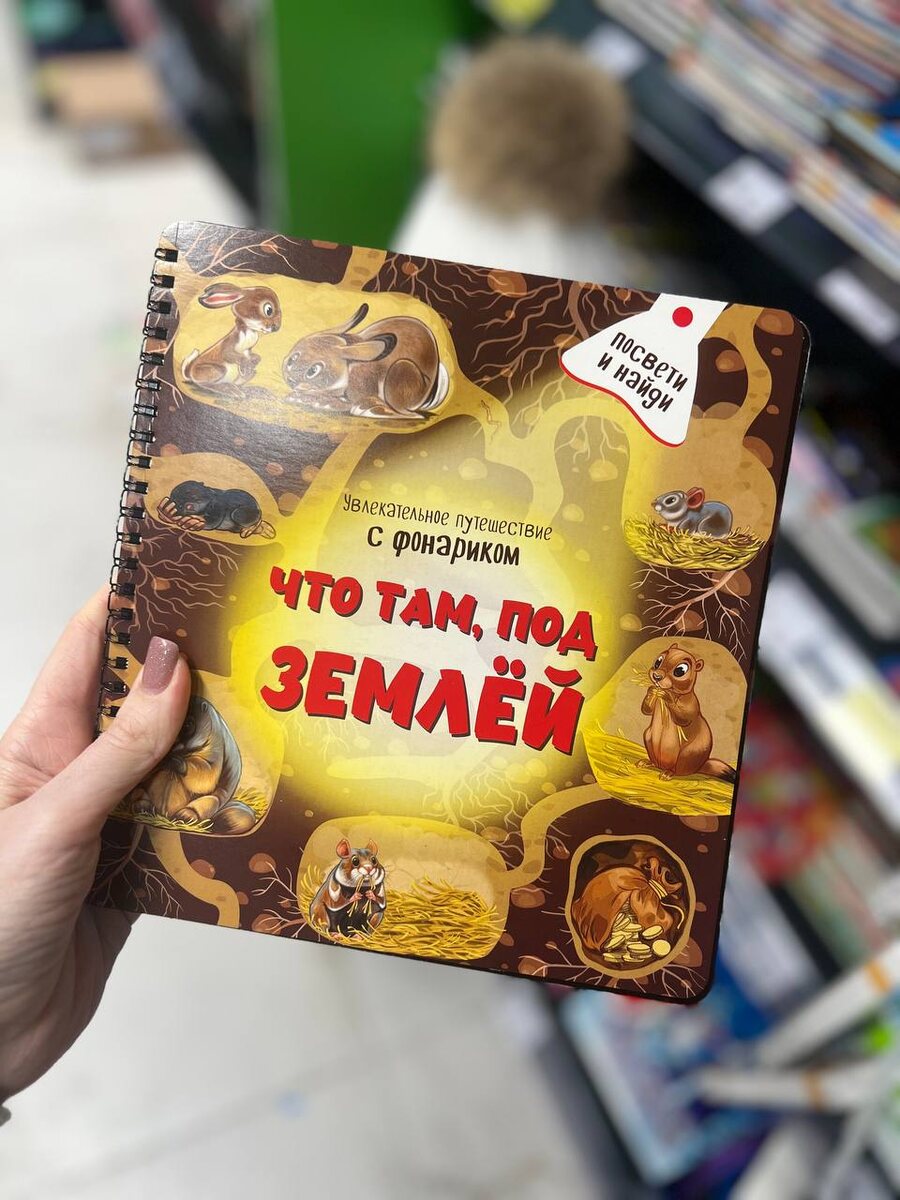 ПОСВЕТИ
И НАЙДИ
УВЛЕКАТЕЛЬНОЕ ПУТЕШЕСТВИЕ
С ФОНАРИКОМ
ЧТО ТАМ, ПОД
ЗЕМЛЁЙ